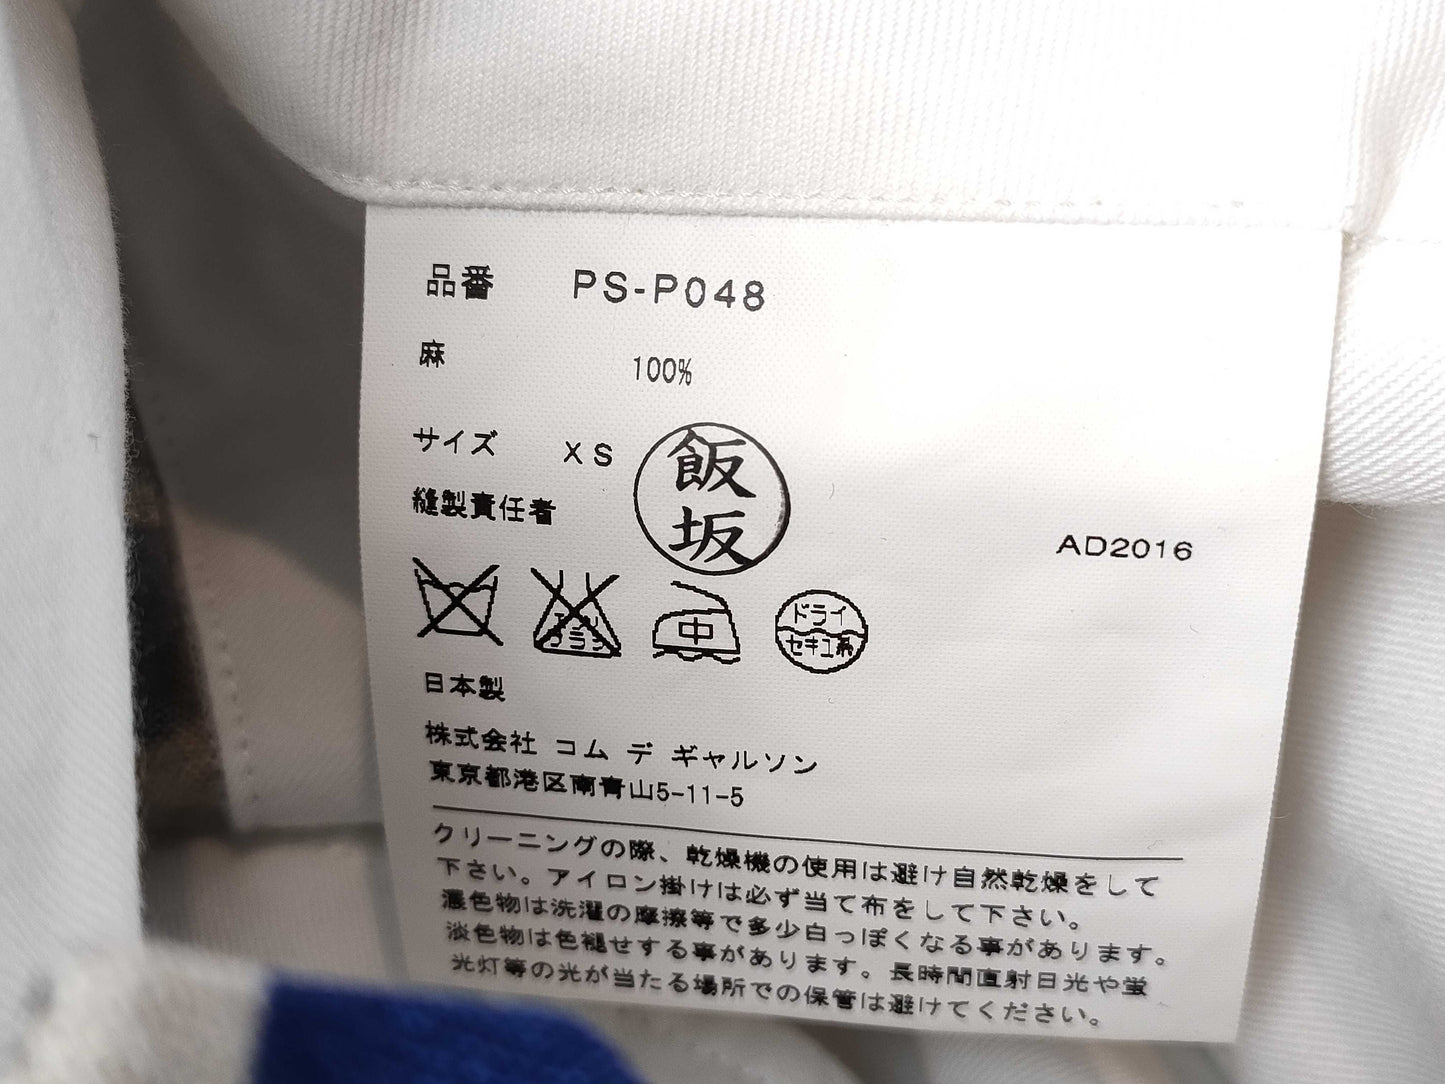 品番 PS-P048
麻 100%
サイズ XS
縫製責任者 飯坂
AD2016
エンソ
ブラシ
中
ドライ
セキユ系
日本製
株式会社 コム デ ギャルソン
東京都港区南青山5-11-5
クリーニングの際、乾燥機の使用は避け自然乾燥をして
下さい。アイロン掛けは必ず当て布をして下さい。
濃色物は洗濯の摩擦等で多少白っぽくなる事があります。
淡色物は色褪せする事があります。長時間直射日光や蛍
光灯等の光が当たる場所での保管は避けてください。